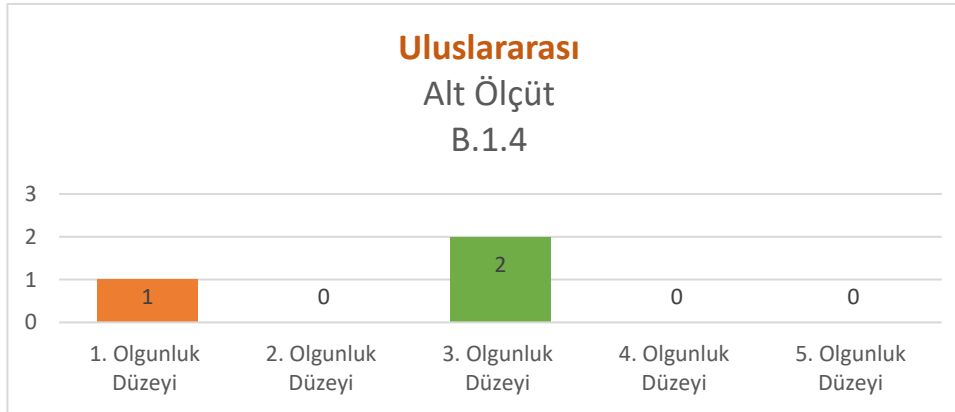 Uluslararası
Alt Ölçüt
B.1.4
3
2
1
0
1
0
2
0
0
1. Olgunluk
Düzeyi
2. Olgunluk
Düzeyi
3. Olgunluk
Düzeyi
4. Olgunluk
Düzeyi
5. Olgunluk
Düzeyi